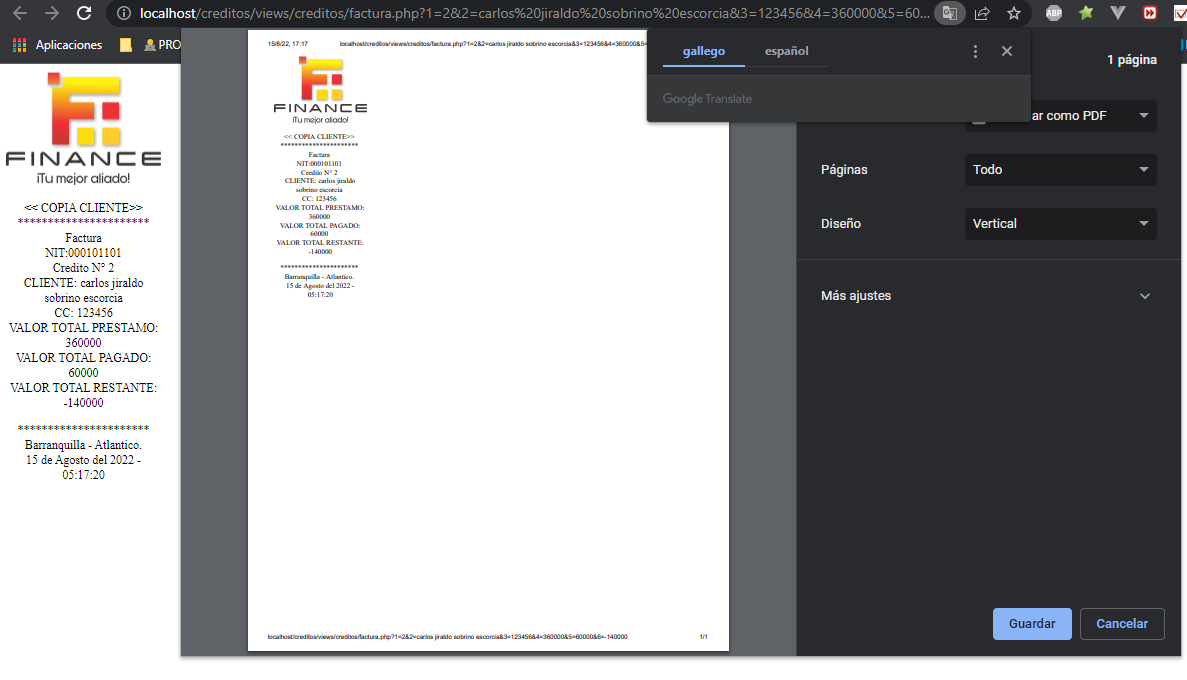 localhost/creditos/views/creditos/factura.php?1=2&2=carlos%20jiraldo%20sobrino%20escorcia&3=123456&4=360000&5=60...
ABP
Aplicaciones
PRO
FINANCE
¡Tu mejor aliado!
<< COPIA CLIENTE>>
**********************
Factura
NIT:000101101
Credito N° 2
CLIENTE: carlos jiraldo
sobrino escorcia
CC: 123456
VALOR TOTAL PRESTAMO:
360000
VALOR TOTAL PAGADO:
60000
VALOR TOTAL RESTANTE:
-140000
**********************
Barranquilla - Atlantico.
15 de Agosto del 2022 -
05:17:20
15/8/22, 17:17
localhost/creditos/views/creditos/factura.php?1=2&2=carlos jiraldo sobrino escorcia&3=123456&4=360000&5=
FINANCE
¡Tu mejor aliado!
<< COPIA CLIENTE>>
**********************
Factura
NIT:000101101
Credito N° 2
CLIENTE: carlos jiraldo
sobrino escorcia
CC: 123456
VALOR TOTAL PRESTAMO:
360000
VALOR TOTAL PAGADO:
60000
VALOR TOTAL RESTANTE:
-140000
**********************
Barranquilla - Atlantico.
15 de Agosto del 2022 -
05:17:20
localhost/creditos/views/creditos/factura.php?1=2&2=carlos jiraldo sobrino escorcia&3=123456&4=360000&5=60000&6=-140000
1/1
gallego
español
Google Translate
1 página
ar como PDF
Páginas
Todo
Diseño
Vertical
Más ajustes
Guardar
Cancelar